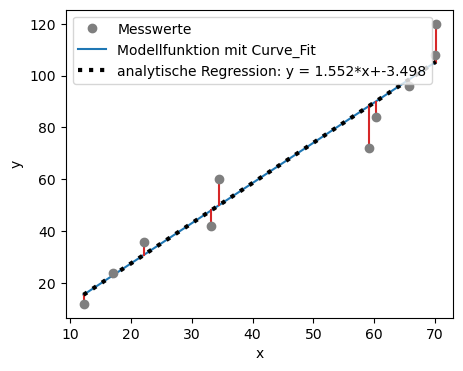 Messwerte
Modellfunktion mit Curve_Fit
analytische Regression: y = 1.552*x+-3.498
120
100
80
60
40
20
y
10 20 30 40 50 60 70
x